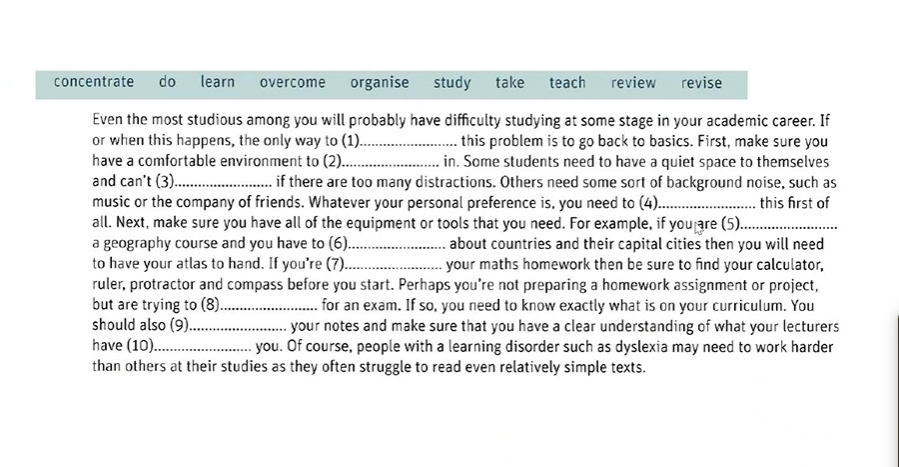 concentrate do learn overcome organise study take teach review revise
Even the most studious among you will probably have difficulty studying at some stage in your academic career. If
or when this happens, the only way to (1)........................ this problem is to go back to basics. First, make sure you
have a comfortable environment to (2)........................ in. Some students need to have a quiet space to themselves
and can't (3)........................ if there are too many distractions. Others need some sort of background noise, such as
music or the company of friends. Whatever your personal preference is, you need to (4)........................ this first of
all. Next, make sure you have all of the equipment or tools that you need. For example, if you are (5)........................
a geography course and you have to (6)........................ about countries and their capital cities then you will need
to have your atlas to hand. If you're (7)........................ your maths homework then be sure to find your calculator,
ruler, protractor and compass before you start. Perhaps you're not preparing a homework assignment or project,
but are trying to (8)........................ for an exam. If so, you need to know exactly what is on your curriculum. You
should also (9)........................ your notes and make sure that you have a clear understanding of what your lecturers
have (10)........................ you. Of course, people with a learning disorder such as dyslexia may need to work harder
than others at their studies as they often struggle to read even relatively simple texts.